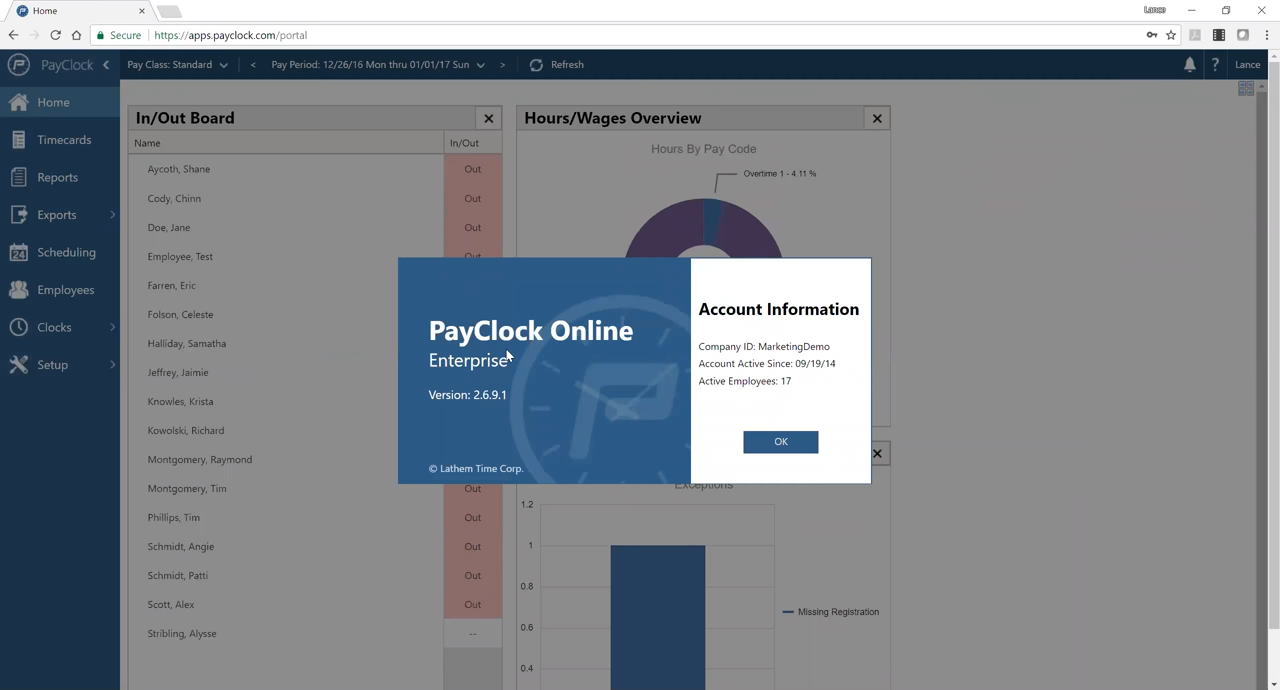 Home
Lance
Secure
https://apps.payclock.com/portal
PayClock
Pay Class: Standard
Pay Period: 12/26/16 Mon thru 01/01/17 Sun
Refresh
?
Lance
Home
Timecards
Reports
Exports
24 Scheduling
Employees
Clocks
Setup
In/Out Board
Name In/Out
Aycoth, Shane Out
Cody, Chinn Out
Doe, Jane Out
Employee, Test Out
Farren, Eric
Folson, Celeste
Halliday, Samatha
Jeffrey, Jaimie
Knowles, Krista
Kowolski, Richard
Montgomery, Raymond
Montgomery, Tim Out
Phillips, Tim Out
Schmidt, Angie Out
Schmidt, Patti Out
Scott, Alex Out
Stribling, Alysse --
Hours/Wages Overview
Hours By Pay Code
Overtime 1 - 4.11 %
PayClock Online
Enterprise
Version: 2.6.9.1
© Lathem Time Corp.
Account Information
Company ID: MarketingDemo
Account Active Since: 09/19/14
Active Employees: 17
OK
Exceptions
1.2
1
0.8
0.6
0.4
Missing Registration